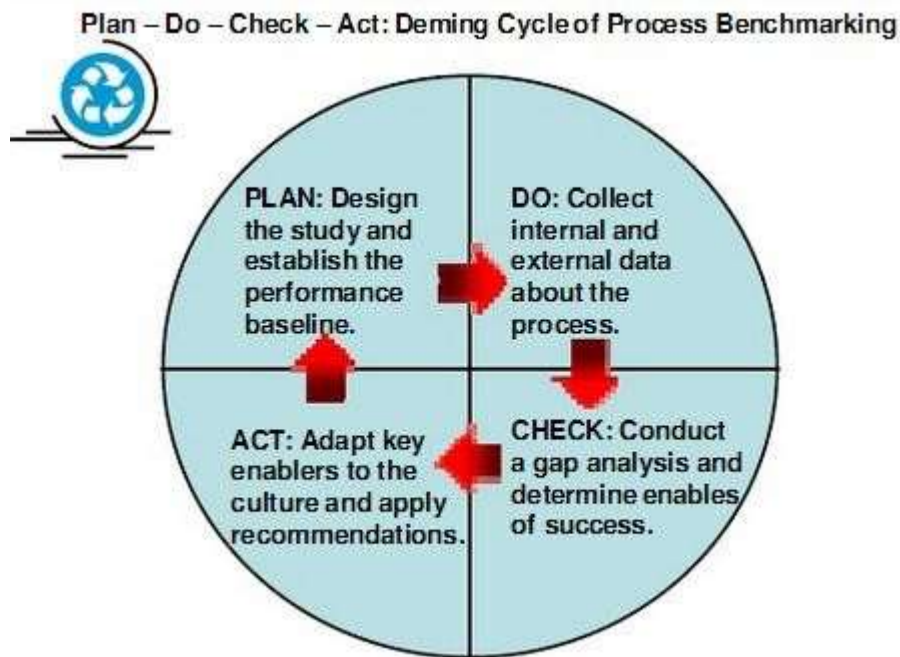 Plan – Do – Check – Act: Deming Cycle of Process Benchmarking
PLAN: Design
the study and
establish the
performance
baseline.
DO: Collect
internal and
external data
about the
process.
CHECK: Conduct
a gap analysis and
determine enables
of success.
ACT: Adapt key
enablers to the
culture and apply
recommendations.